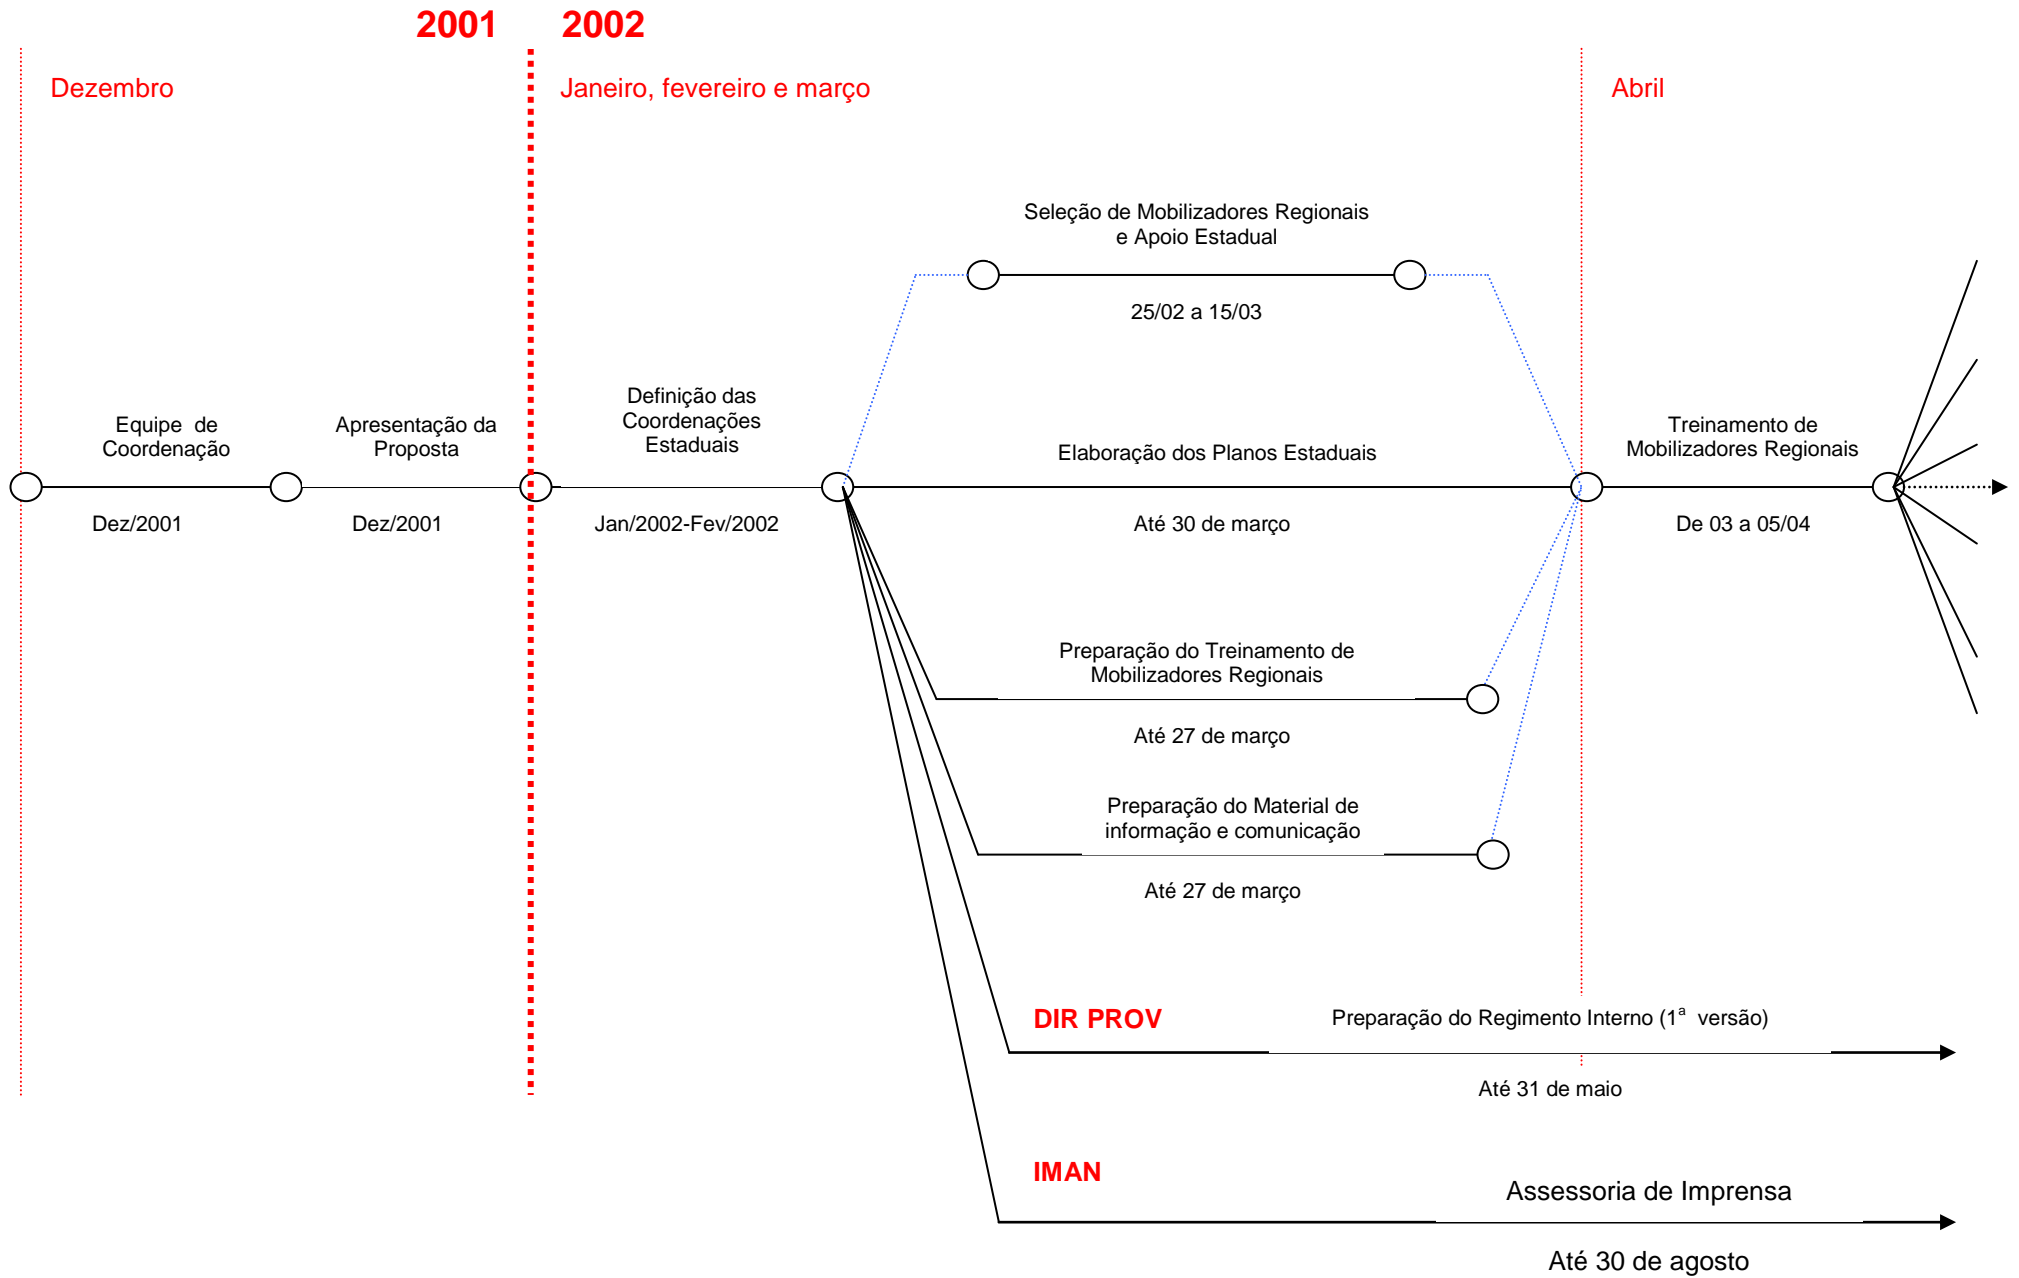 2001
2002
Dezembro
Janeiro, fevereiro e março
Abril
Seleção de Mobilizadores Regionais
e Apoio Estadual
25/02 a 15/03
Equipe de
Coordenação
Dez/2001
Apresentação da
Proposta
Dez/2001
Definição das
Coordenações
Estaduais
Jan/2002-Fev/2002
Elaboração dos Planos Estaduais
Até 30 de março
Treinamento de
Mobilizadores Regionais
De 03 a 05/04
Preparação do Treinamento de
Mobilizadores Regionais
Até 27 de março
Preparação do Material de
informação e comunicação
Até 27 de março
DIR PROV
Preparação do Regimento Interno (1ª versão)
Até 31 de maio
IMAN
Assessoria de Imprensa
Até 30 de agosto